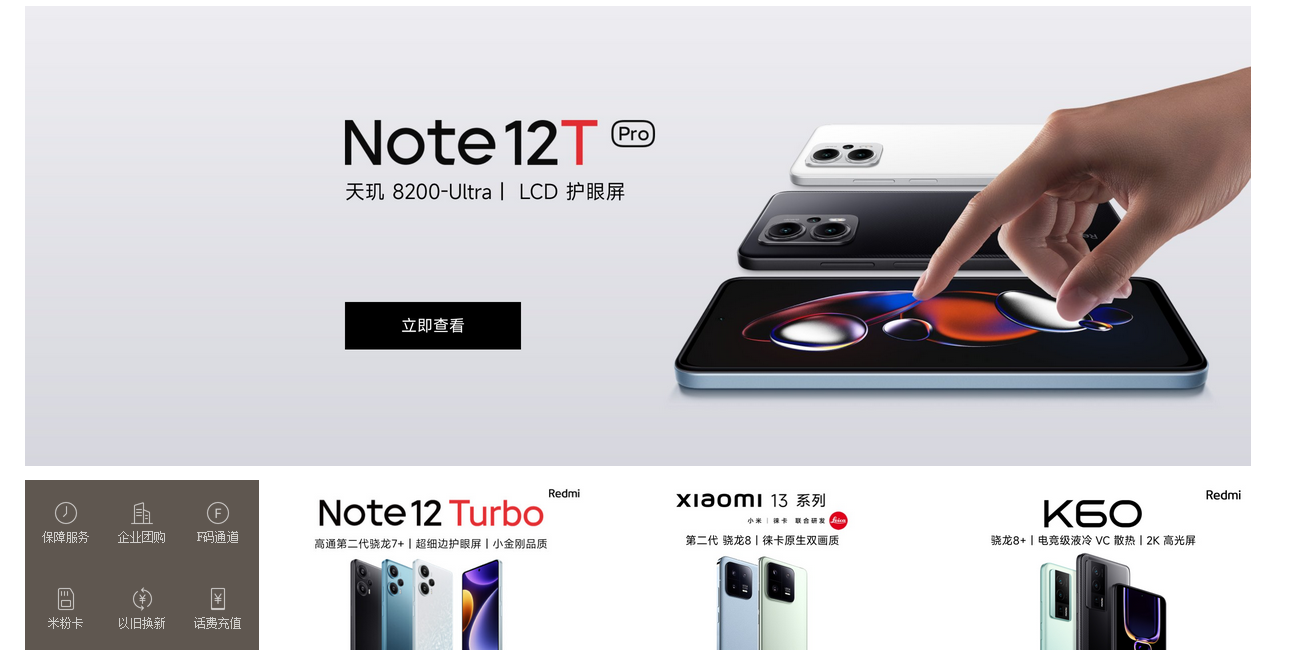 Note 12T Pro
天玑 8200-Ultra | LCD 护眼屏
立即查看
保障服务 企业团购 F码通道
米粉卡 以旧换新 话费充值
Redmi
Note 12 Turbo
高通第二代骁龙7+ | 超细边护眼屏 | 小金刚品质
xiaomi 13 系列
小米 | 徕卡 联合研发 Leica
第二代 骁龙8 | 徕卡原生双画质
Redmi
K60
骁龙8+ | 电竞级液冷 VC 散热 | 2K 高光屏